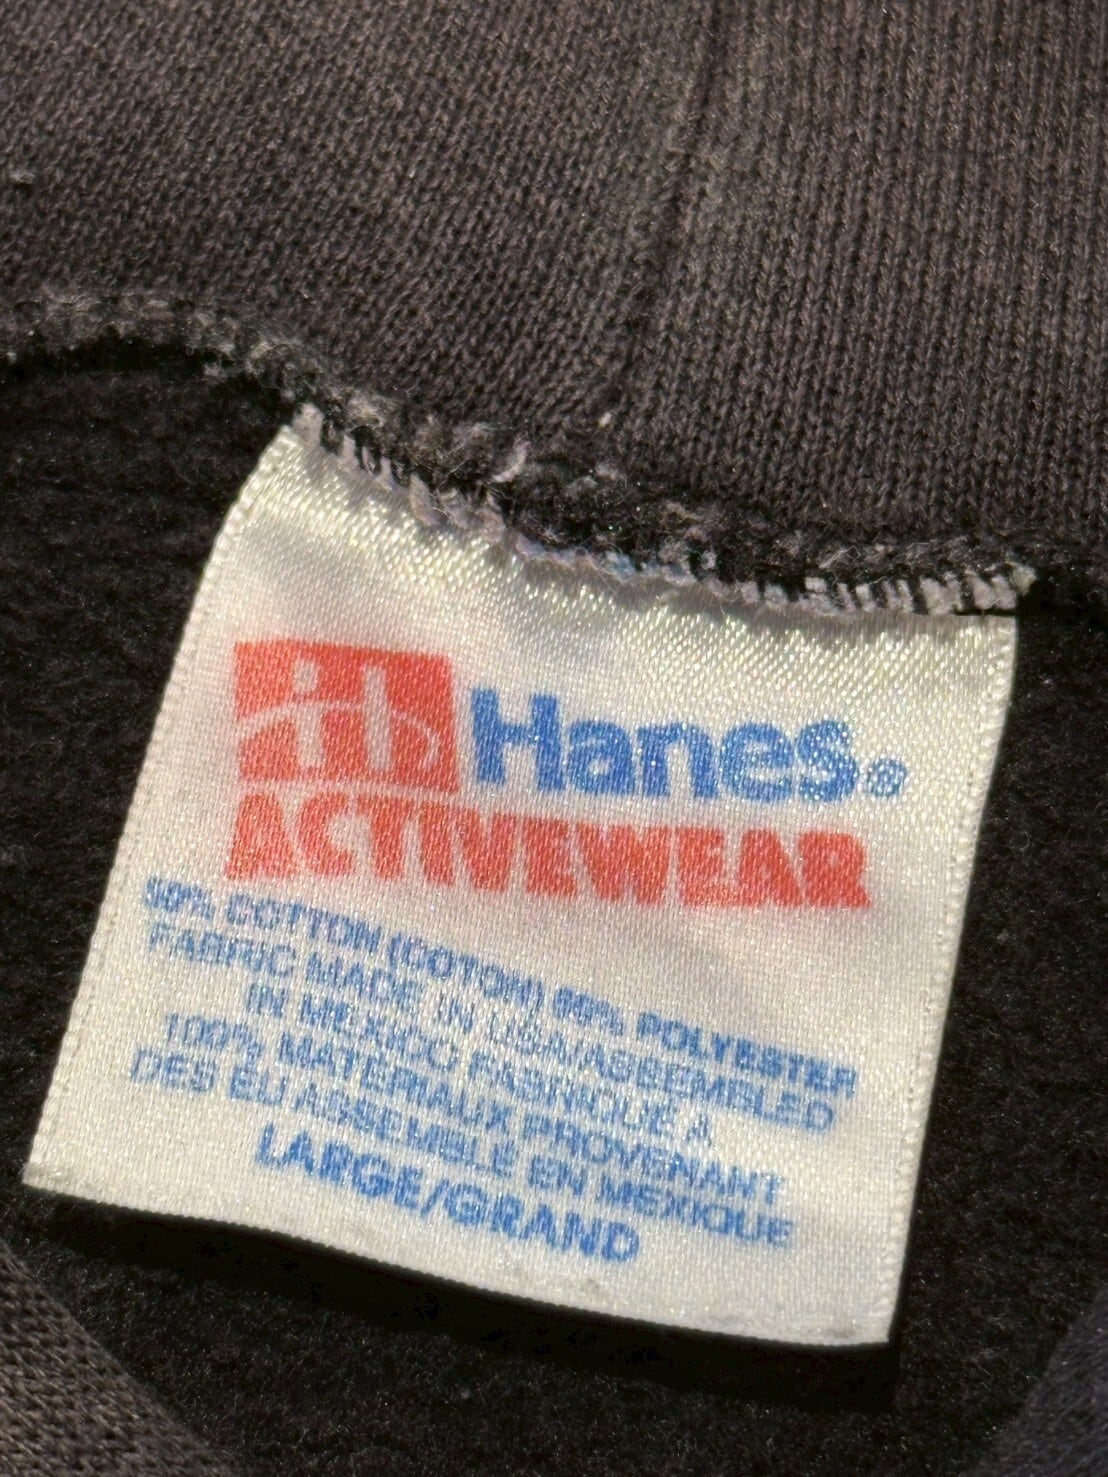 Hanes®
ACTIVEWEAR
50% COTTON (COTON) POLYESTER
FABRIC MADE IN USA/ASSEMBLED
IN MEXICO FABRIQUE A
100% MATERIAUX PROVENANT
DES EU ASSEMBLE EN MEXIQUE
LARGE/GRAND